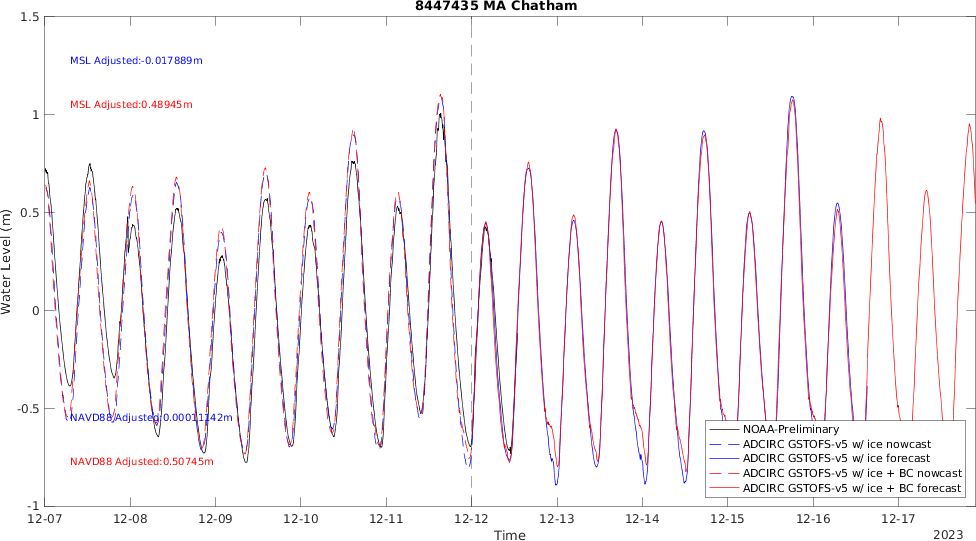 8447435 MA Chatham
1.5
MSL Adjusted:-0.017889m
MSL Adjusted:0.48945m
1
0.5
Water Level (m)
0
-0.5
NAVD88 Adjusted:0.00011142m
NAVD88 Adjusted:0.50745m
NOAA-Preliminary
ADCIRC GSTOFS-v5 w/ ice nowcast
ADCIRC GSTOFS-v5 w/ ice forecast
ADCIRC GSTOFS-v5 w/ ice + BC nowcast
ADCIRC GSTOFS-v5 w/ ice + BC forecast
-1
12-07 12-08 12-09 12-10 12-11 12-12 12-13 12-14 12-15 12-16 12-17
Time
2023